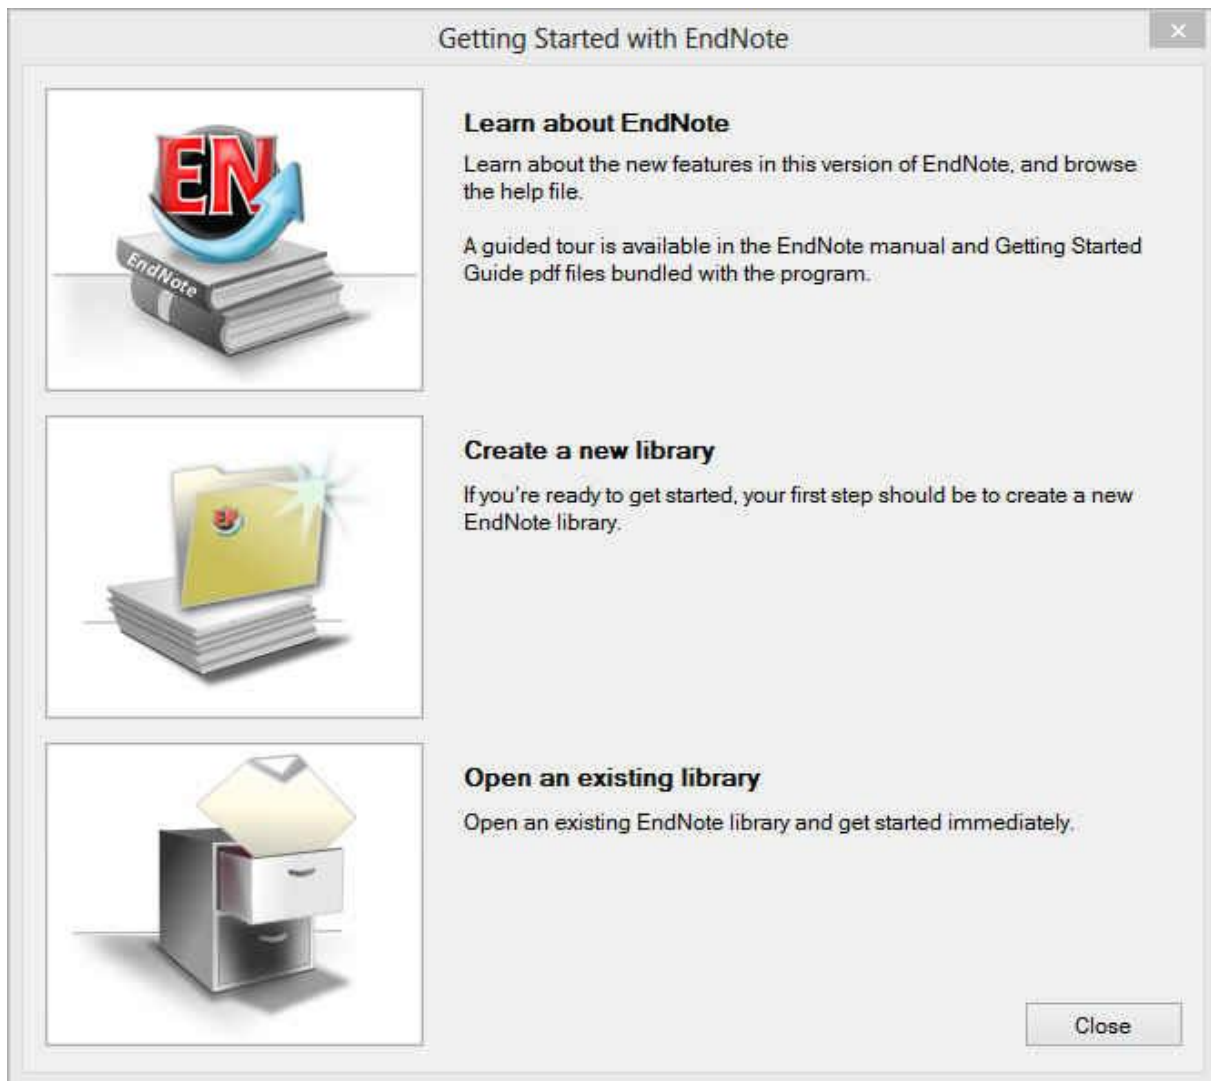 Getting Started with EndNote
EN
EndNote
Learn about EndNote
Learn about the new features in this version of EndNote, and browse
the help file.
A guided tour is available in the EndNote manual and Getting Started
Guide pdf files bundled with the program.
Create a new library
If you're ready to get started, your first step should be to create a new
EndNote library.
EN
Open an existing library
Open an existing EndNote library and get started immediately.
Close